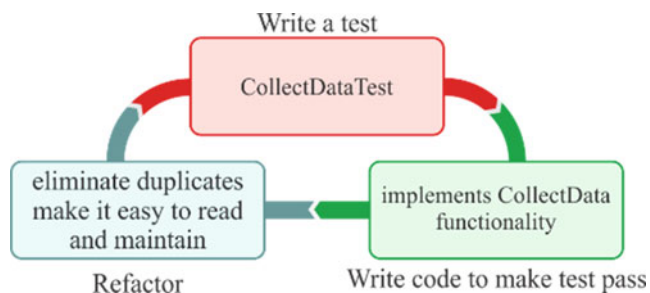 Write a test
CollectDataTest
eliminate duplicates
make it easy to read
and maintain
implements CollectData
functionality
Refactor
Write code to make test pass